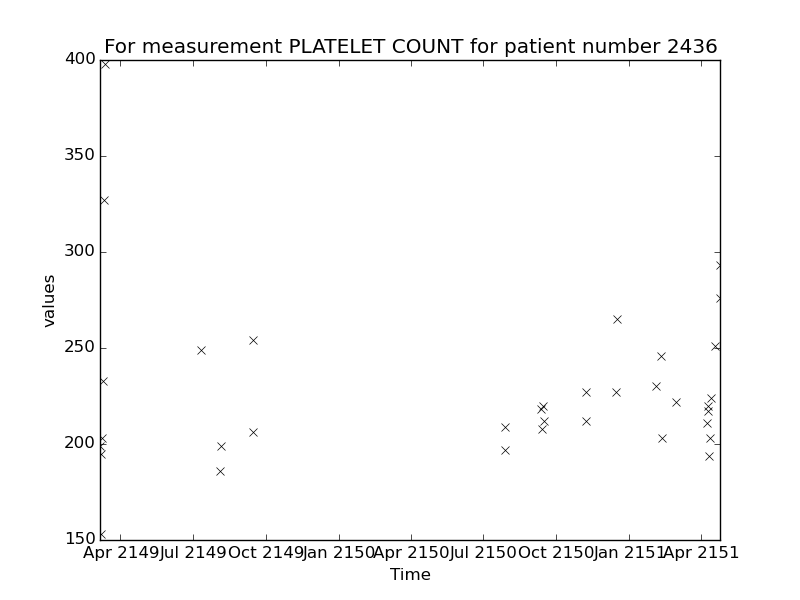 For measurement PLATELET COUNT for patient number 2436
400
350
300
250
200
150
values
Apr 2149 Jul 2149 Oct 2149 Jan 2150 Apr 2150 Jul 2150 Oct 2150 Jan 2151 Apr 2151
Time